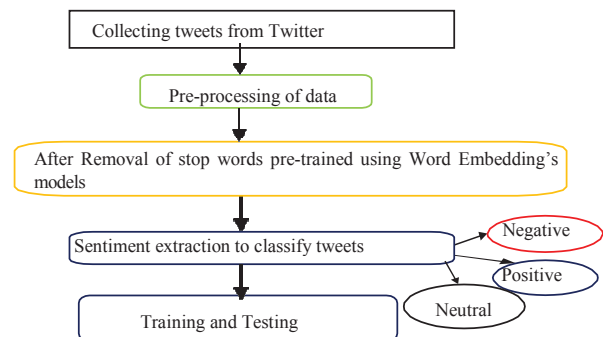 Collecting tweets from Twitter
Pre-processing of data
After Removal of stop words pre-trained using Word Embedding's
models
Sentiment extraction to classify tweets
Negative
Positive
Neutral
Training and Testing